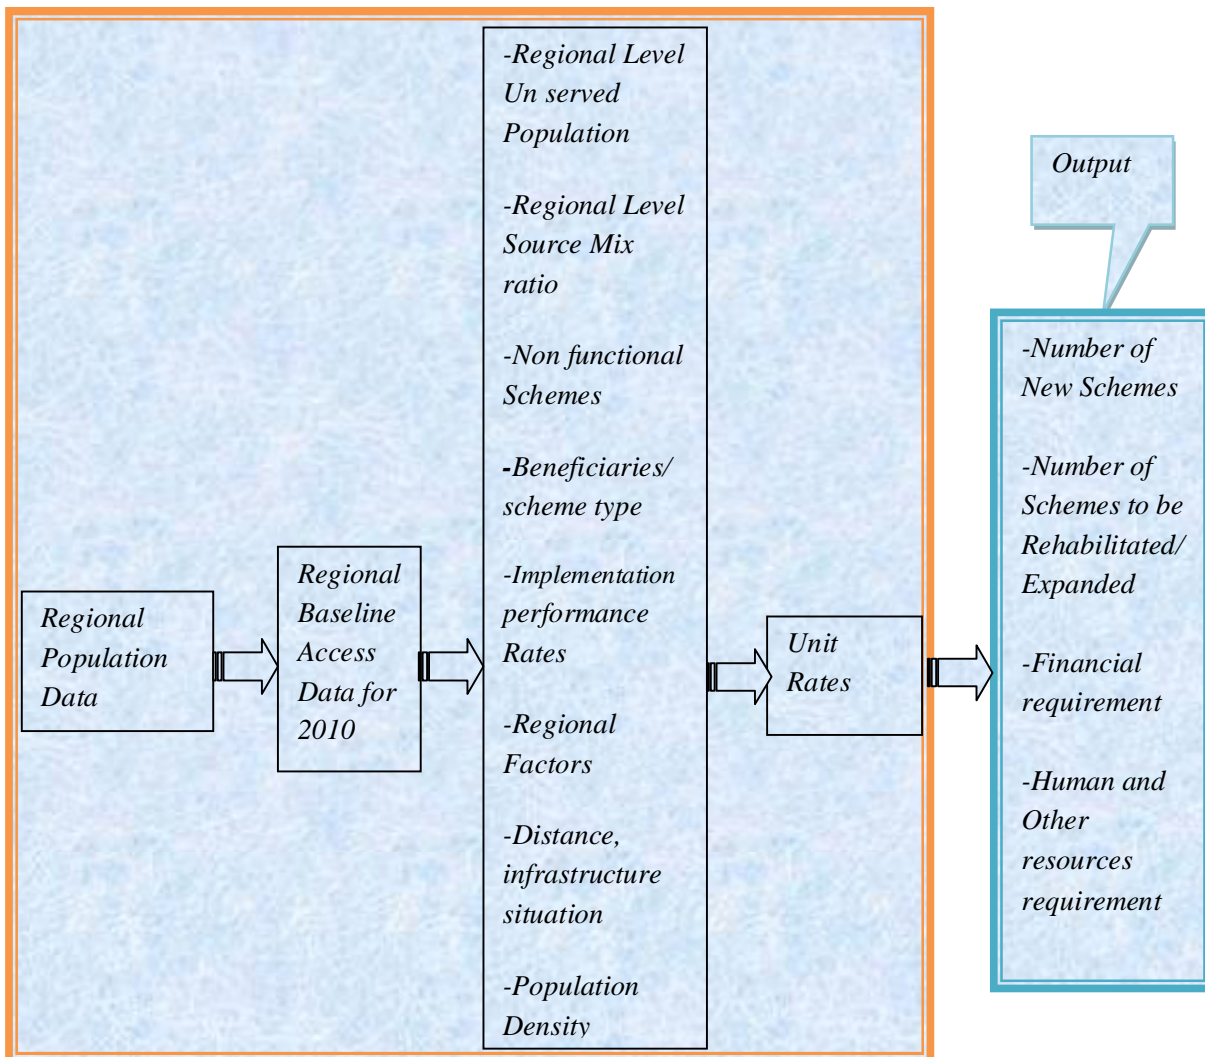 Regional
Population
Data
Regional
Baseline
Access
Data for
2010
-Regional Level
Un served
Population
-Regional Level
Source Mix
ratio
-Non functional
Schemes
-Beneficiaries/
scheme type
-Implementation
performance
Rates
-Regional
Factors
-Distance,
infrastructure
situation
-Population
Density
Unit
Rates
Output
-Number of
New Schemes
-Number of
Schemes to be
Rehabilitated/
Expanded
-Financial
requirement
-Human and
Other
resources
requirement